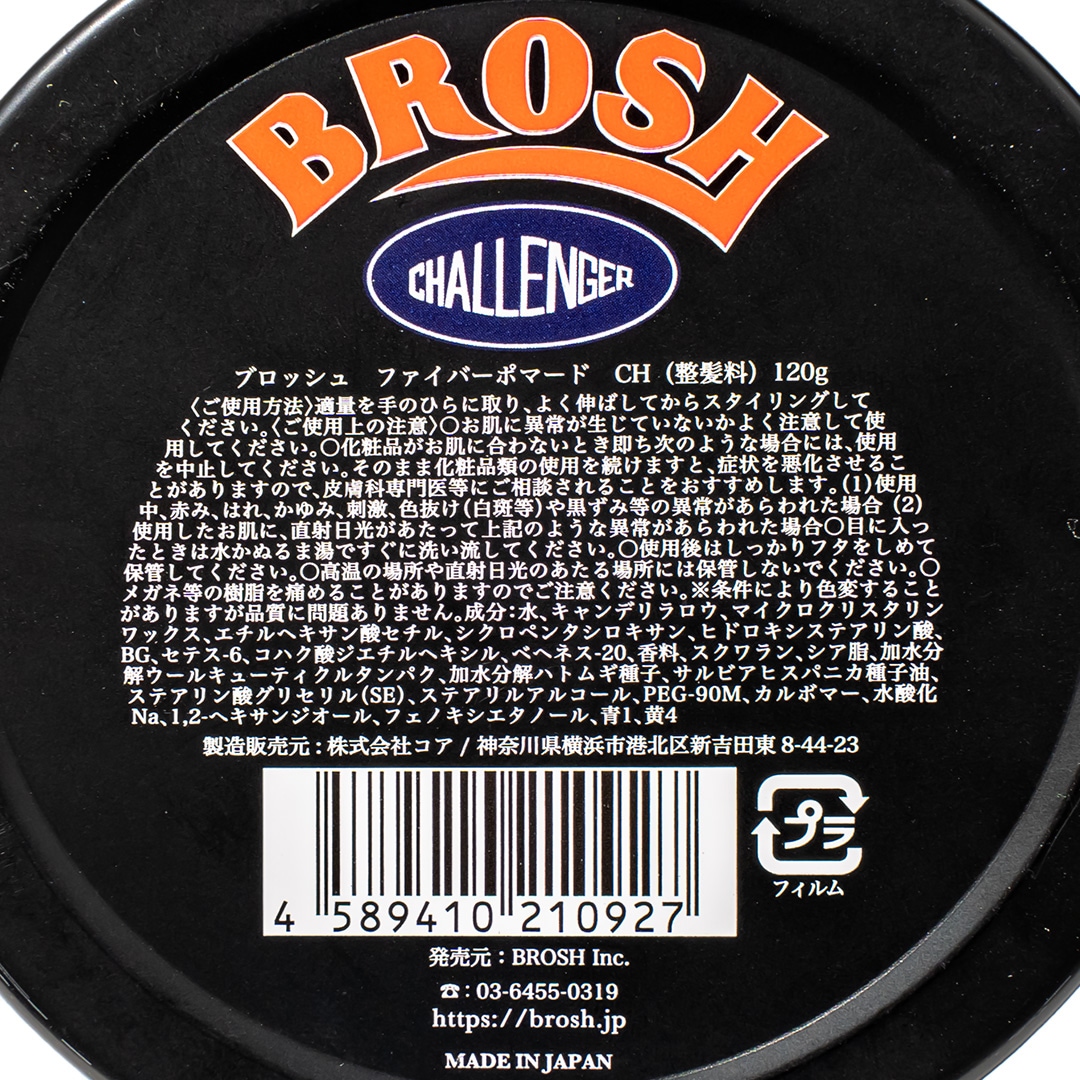 BROSH
CHALLENGER
ブロッシュ　ファイバーポマード　CH（整髪料）120g
〈ご使用方法〉適量を手のひらに取り、よく伸ばしてからスタイリングして
ください。〈ご使用上の注意〉○お肌に異常が生じていないかよく注意して使
用してください。○化粧品がお肌に合わないとき即ち次のような場合には、使用
を中止してください。そのまま化粧品類の使用を続けますと、症状を悪化させるこ
とがありますので、皮膚科専門医等にご相談されることをおすすめします。(1)使用
中、赤み、はれ、かゆみ、刺激、色抜け(白斑等)や黒ずみ等の異常があらわれた場合 (2)
使用したお肌に、直射日光があたって上記のような異常があらわれた場合○目に入っ
たときは水かぬるま湯ですぐに洗い流してください。○使用後はしっかりフタをしめて
保管してください。○高温の場所や直射日光のあたる場所には保管しないでください。○
メガネ等の樹脂を痛めることがありますのでご注意ください。※条件により色変すること
がありますが品質に問題ありません。成分：水、キャンデリラロウ、マイクロクリスタリン
ワックス、エチルヘキサン酸セチル、シクロペンタシロキサン、ヒドロキシステアリン酸、
BG、セテス-6、コハク酸ジエチルヘキシル、ベヘネス-20、香料、スクワラン、シア脂、加水分
解ウールキューティクルタンパク、加水分解ハトムギ種子、サルビアヒスパニカ種子油、
ステアリン酸グリセリル(SE)、ステアリルアルコール、PEG-90M、カルボマー、水酸化
Na、1,2-ヘキサンジオール、フェノキシエタノール、青1、黄4
製造販売元：株式会社コア / 神奈川県横浜市港北区新吉田東 8-44-23
プラ
フィルム
4 589410 210927
発売元：BROSH Inc.
☎：03-6455-0319
https://brosh.jp
MADE IN JAPAN